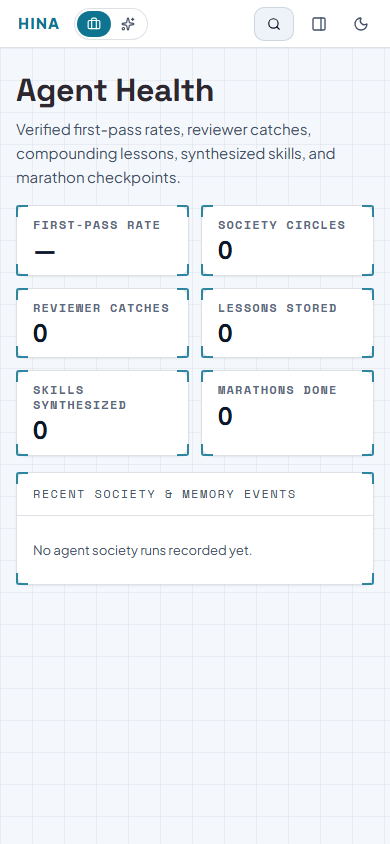 HINA
Agent Health
Verified first-pass rates, reviewer catches,
compounding lessons, synthesized skills, and
marathon checkpoints.
FIRST-PASS RATE
—
SOCIETY CIRCLES
0
REVIEWER CATCHES
0
LESSONS STORED
0
SKILLS
SYNTHESIZED
0
MARATHONS DONE
0
RECENT SOCIETY & MEMORY EVENTS
No agent society runs recorded yet.